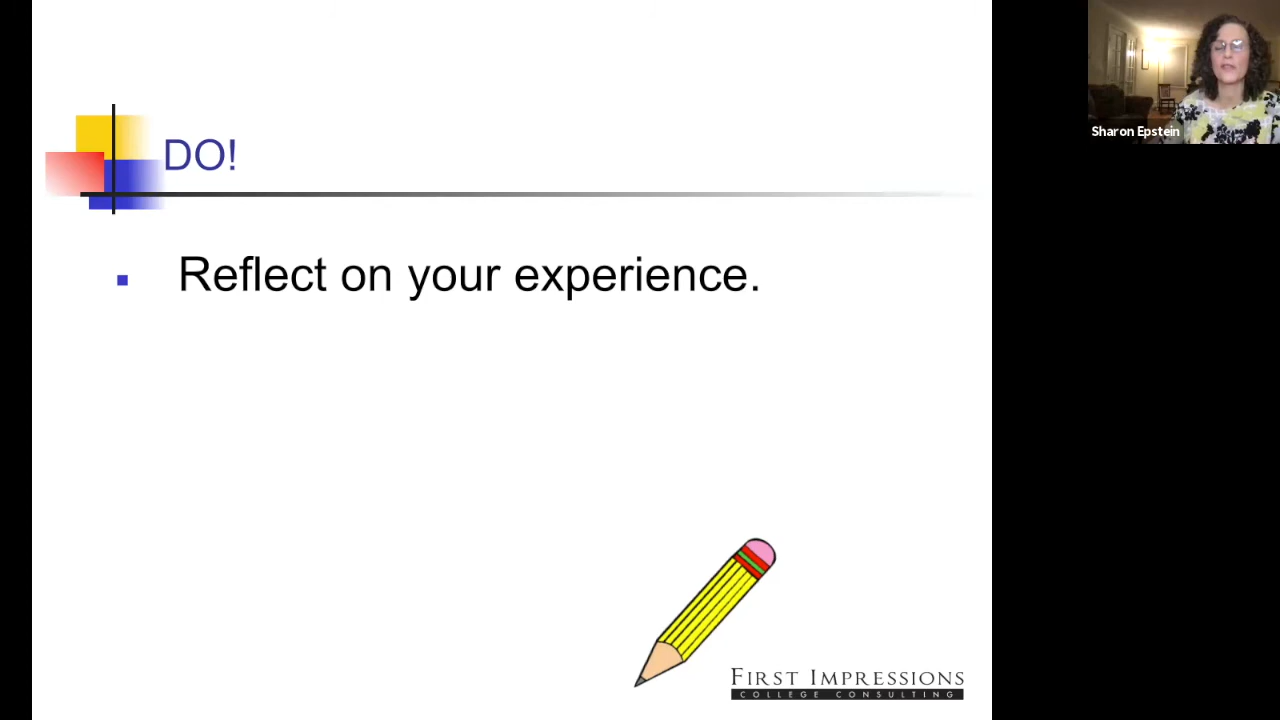 DO!
Reflect on your experience.
FIRST IMPRESSIONS
COLLEGE CONSULTING
Sharon Epstein